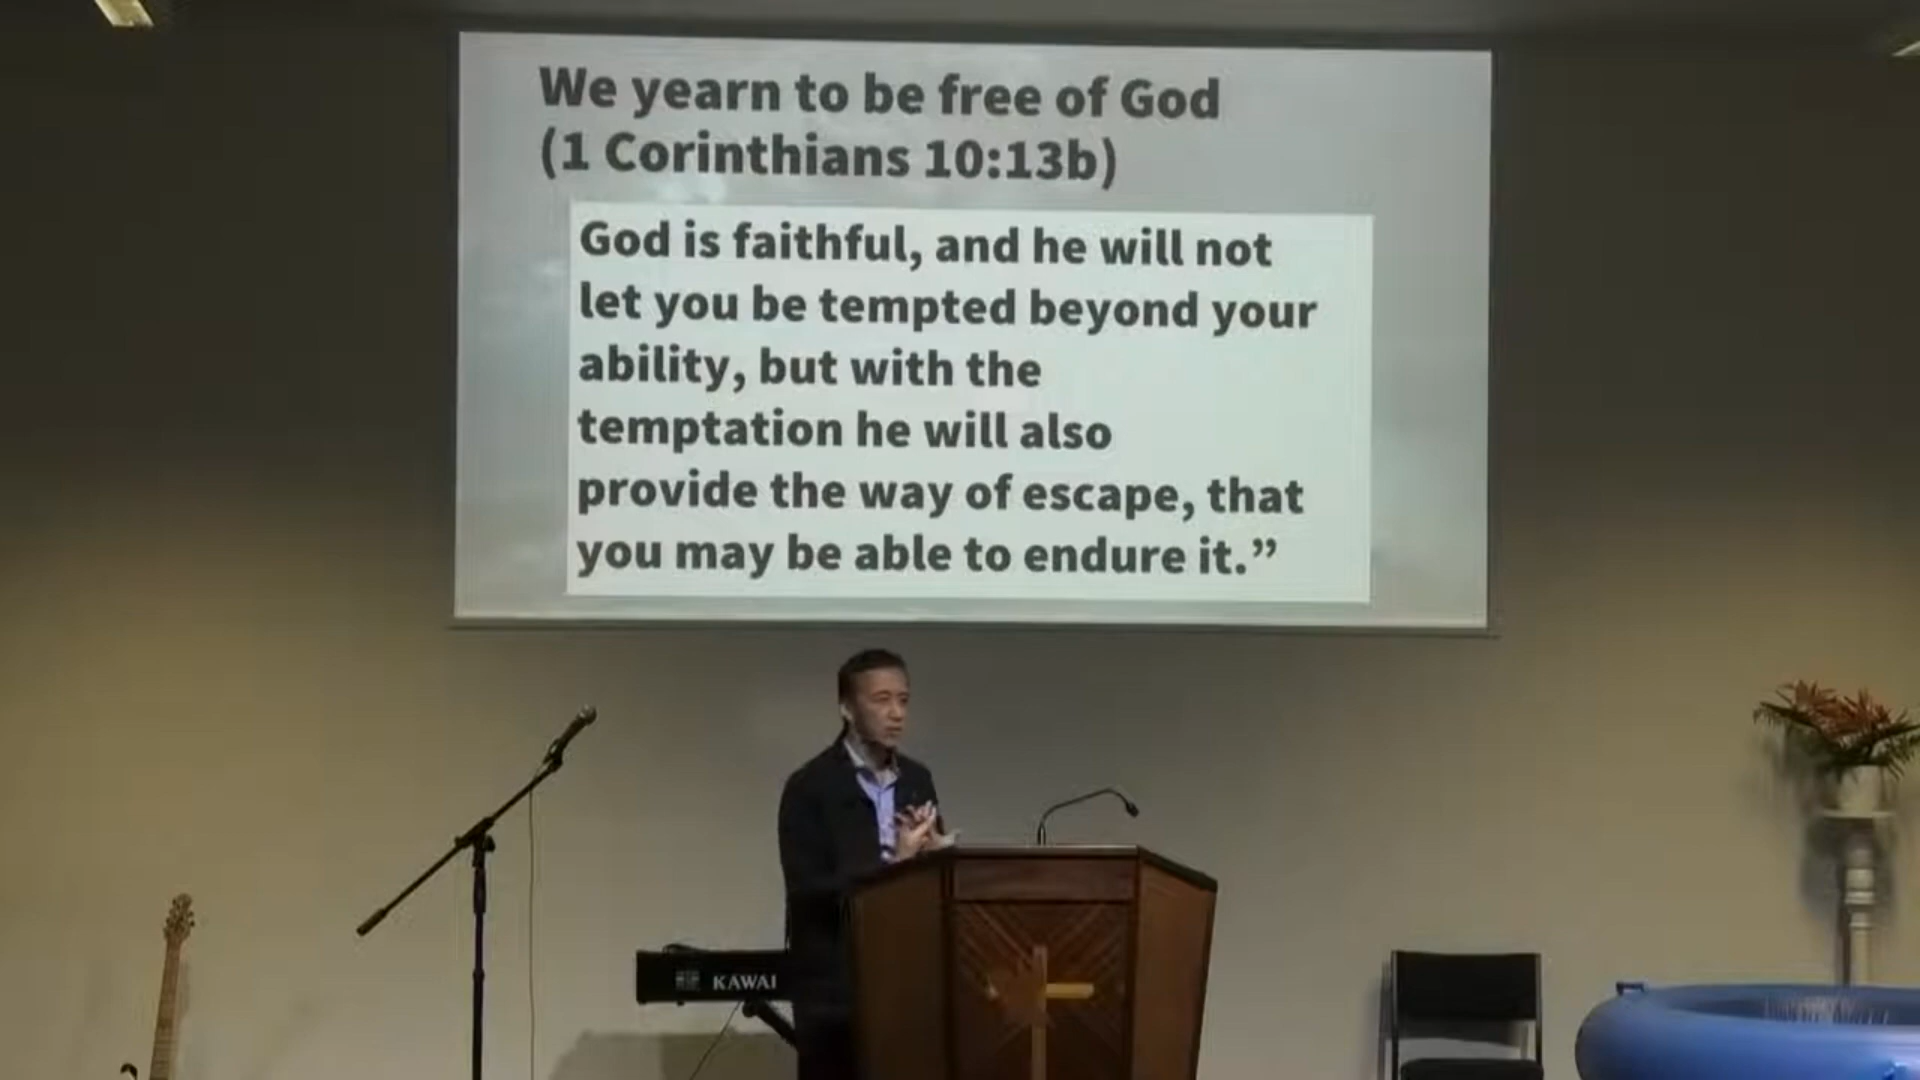 We yearn to be free of God
(1 Corinthians 10:13b)
God is faithful, and he will not
let you be tempted beyond your
ability, but with the
temptation he will also
provide the way of escape, that
you may be able to endure it.”
KAWAI